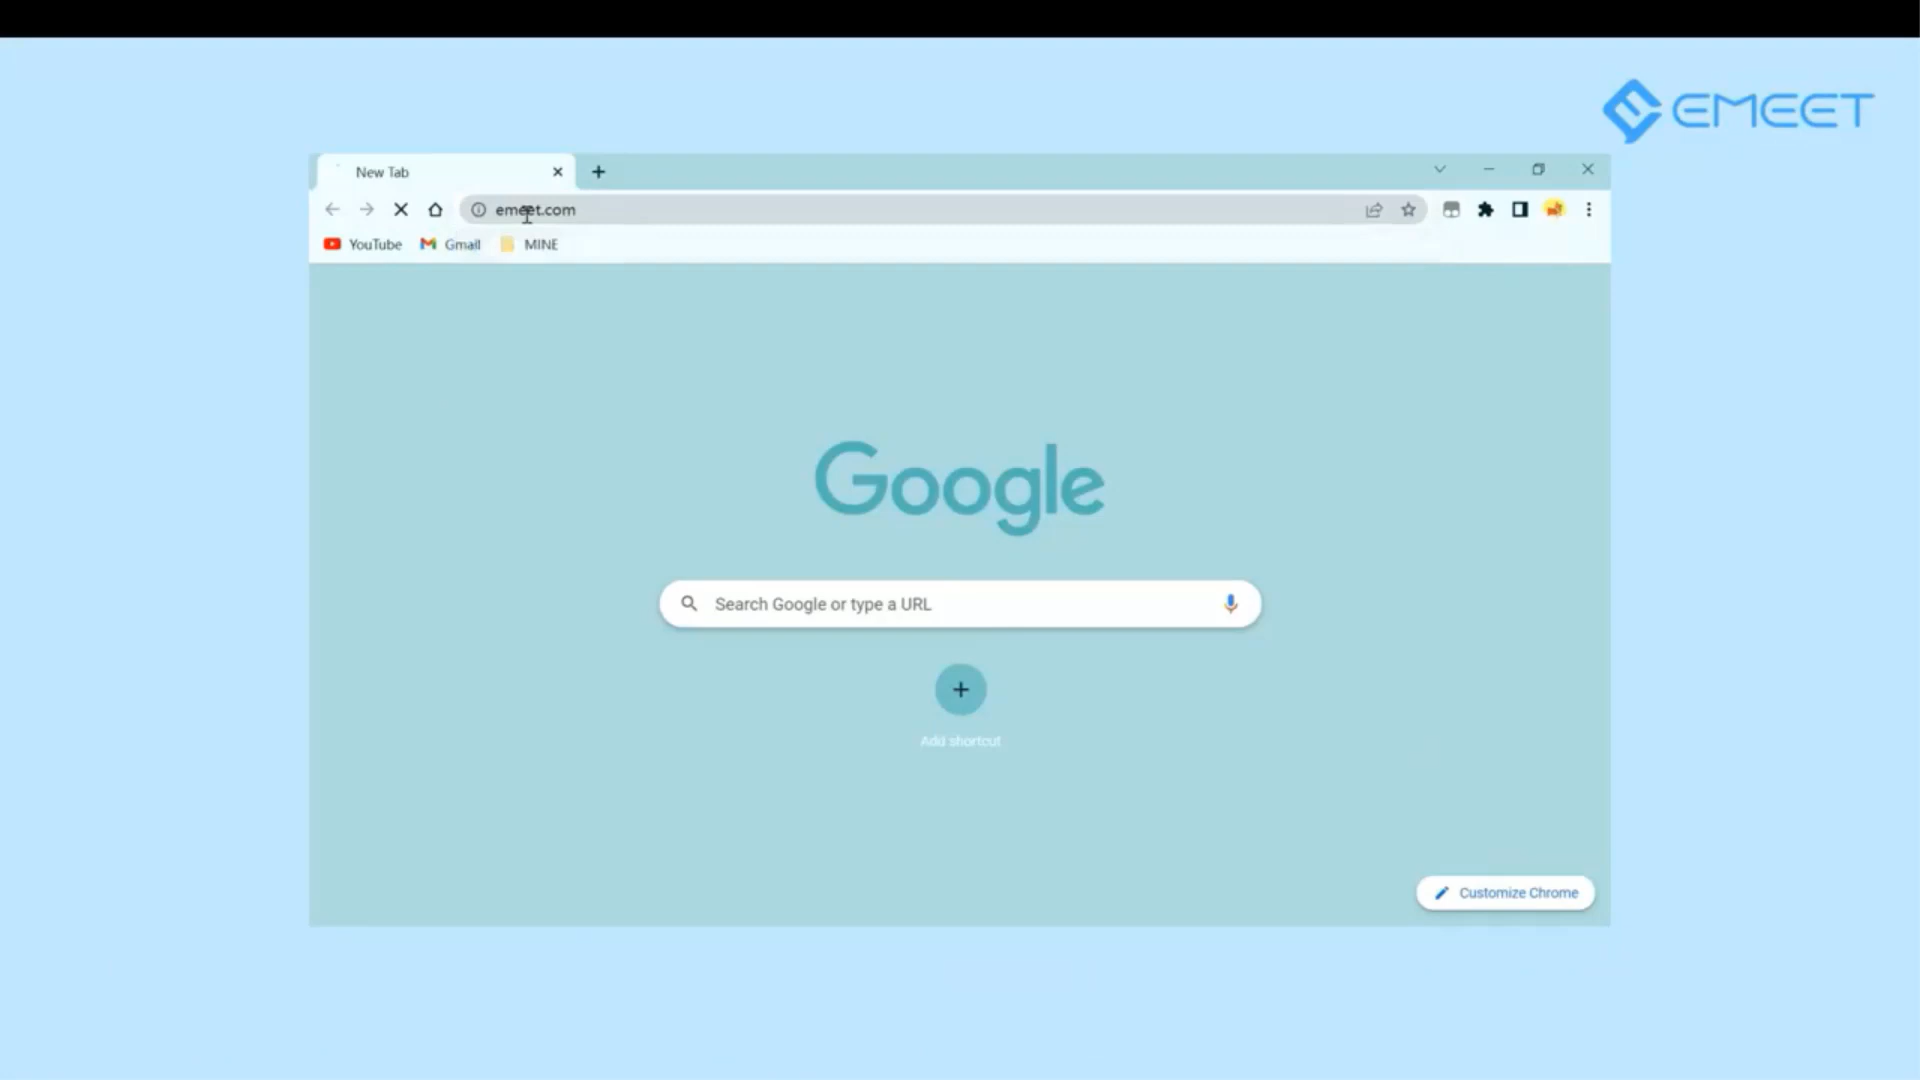 EMEET
New Tab
emeet.com
YouTube Gmail MINE
Google
Search Google or type a URL
Add shortcut
Customize Chrome